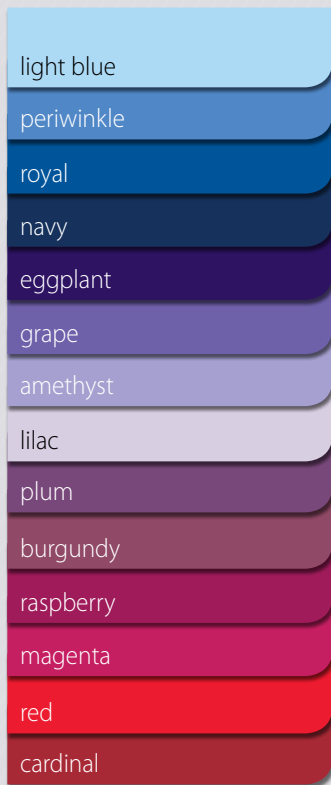 light blue
periwinkle
royal
navy
eggplant
grape
amethyst
lilac
plum
burgundy
raspberry
magenta
red
cardinal